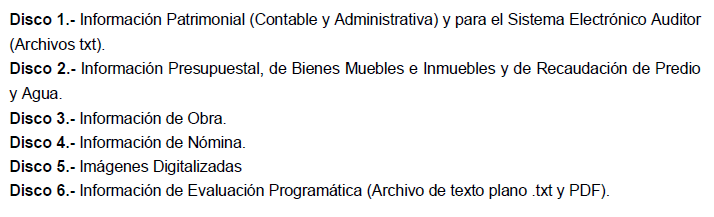 Disco 1.- Información Patrimonial (Contable y Administrativa) y para el Sistema Electrónico Auditor
(Archivos txt).
Disco 2.- Información Presupuestal, de Bienes Muebles e Inmuebles y de Recaudación de Predio
y Agua.
Disco 3.- Información de Obra.
Disco 4.- Información de Nómina.
Disco 5.- Imágenes Digitalizadas
Disco 6.- Información de Evaluación Programática (Archivo de texto plano .txt y PDF).